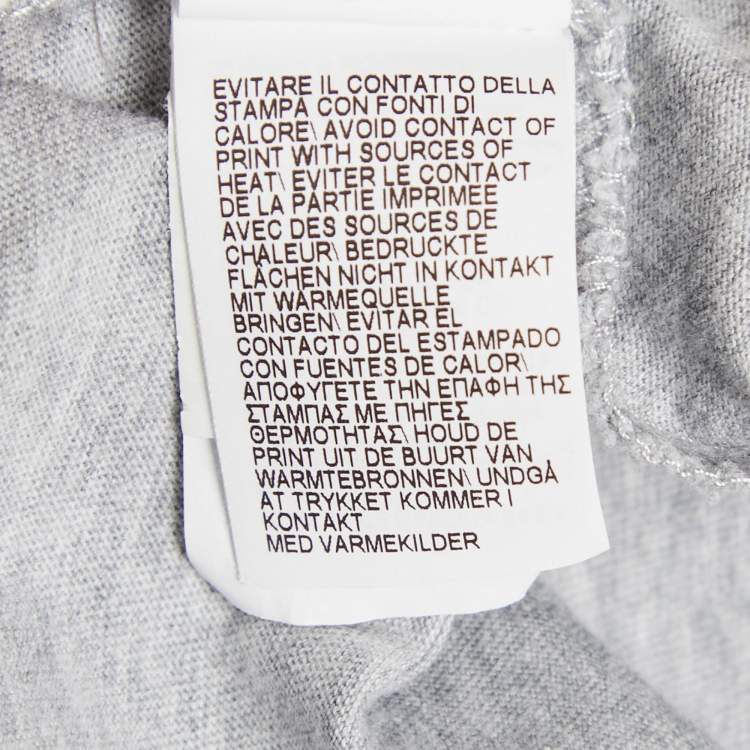 EVITARE IL CONTATTO DELLA
STAMPA CON FONTI DI
CALORE\ AVOID CONTACT OF
PRINT WITH SOURCES OF
HEAT\ EVITER LE CONTACT
DE LA PARTIE IMPRIMEE
AVEC DES SOURCES DE
CHALEUR\ BEDRUCKTE
FLÄCHEN NICHT IN KONTAKT
MIT WÄRMEQUELLE
BRINGEN\ EVITAR EL
CONTACTO DEL ESTAMPADO
CON FUENTES DE CALOR\
ΑΠΟΦΥΓΕΤΕ ΤΗΝ ΕΠΑΦΗ ΤΗΣ
ΣΤΑΜΠΑΣ ΜΕ ΠΗΓΕΣ
ΘΕΡΜΟΤΗΤΑΣ\ HOUD DE
PRINT UIT DE BUURT VAN
WARMTEBRONNEN\ UNDGÅ
AT TRYKKET KOMMER I
KONTAKT
MED VARMEKILDER